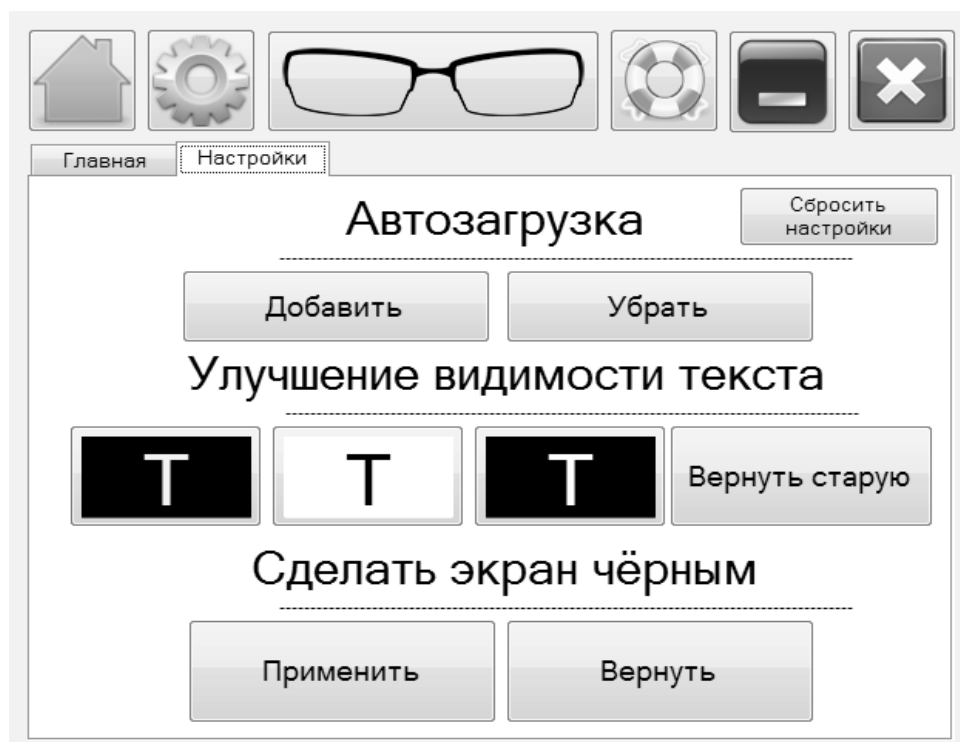 Главная
Настройки
Автозагрузка
Сбросить
настройки
Добавить
Убрать
Улучшение видимости текста
T
T
T
Вернуть старую
Сделать экран чёрным
Применить
Вернуть